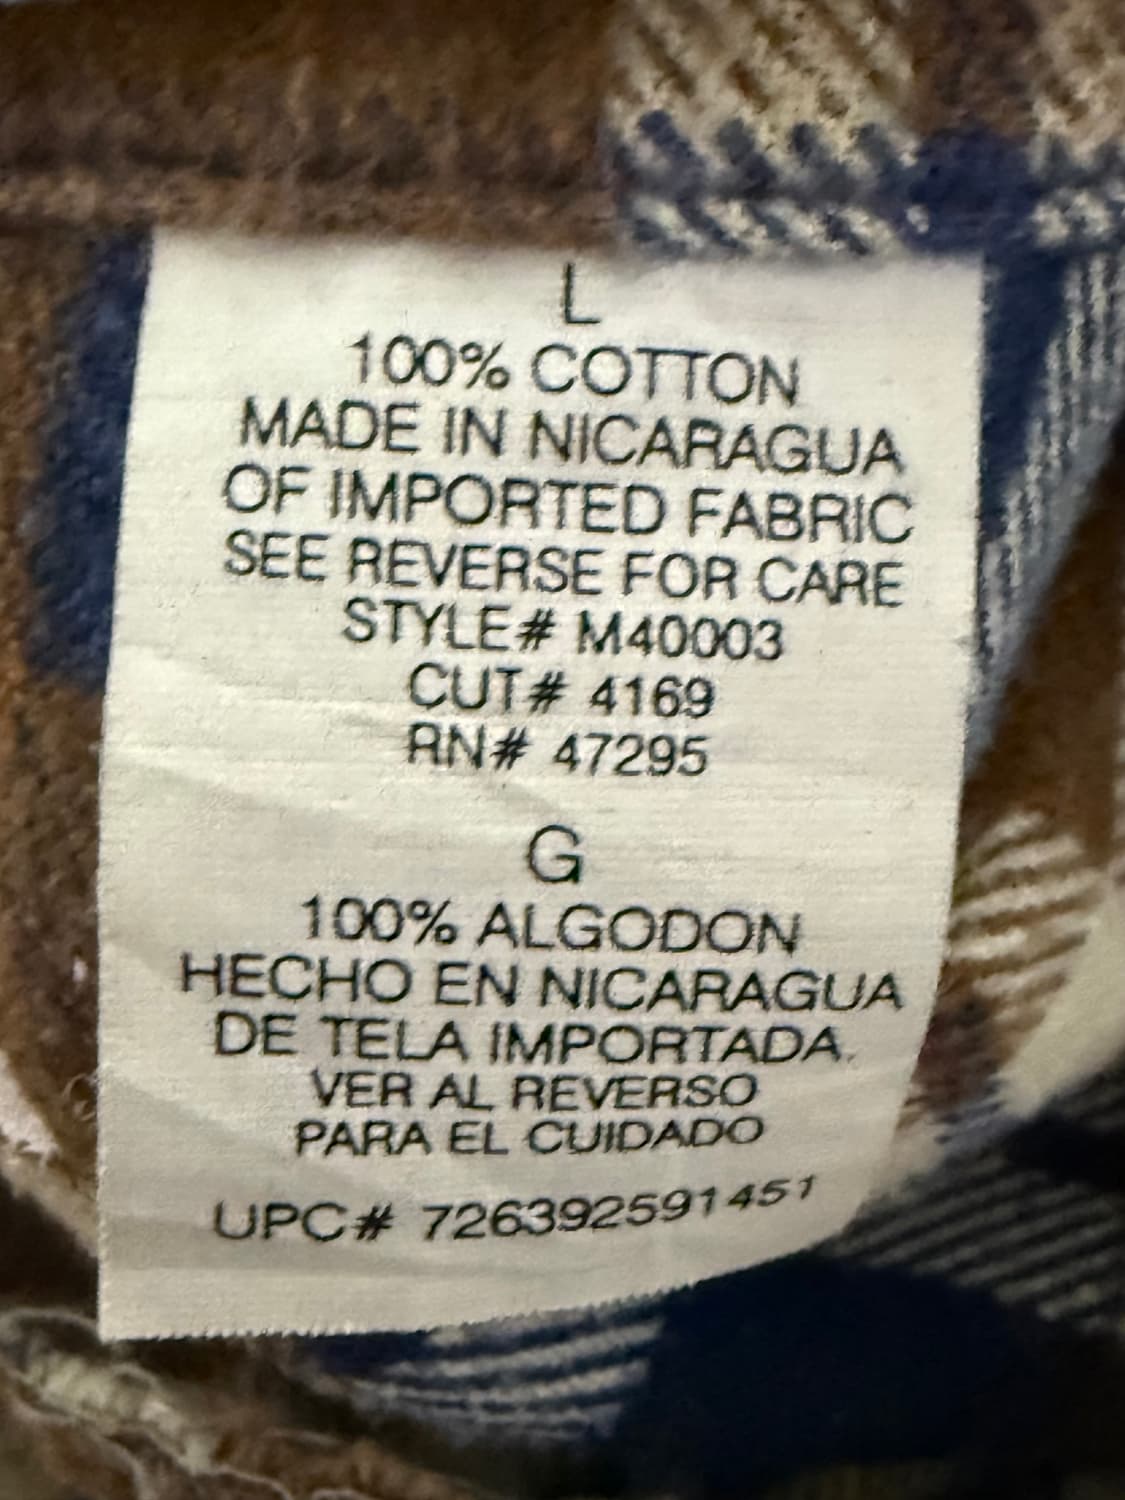 L
100% COTTON
MADE IN NICARAGUA
OF IMPORTED FABRIC
SEE REVERSE FOR CARE
STYLE# M40003
CUT# 4169
RN# 47295
G
100% ALGODON
HECHO EN NICARAGUA
DE TELA IMPORTADA.
VER AL REVERSO
PARA EL CUIDADO
UPC# 726392591451